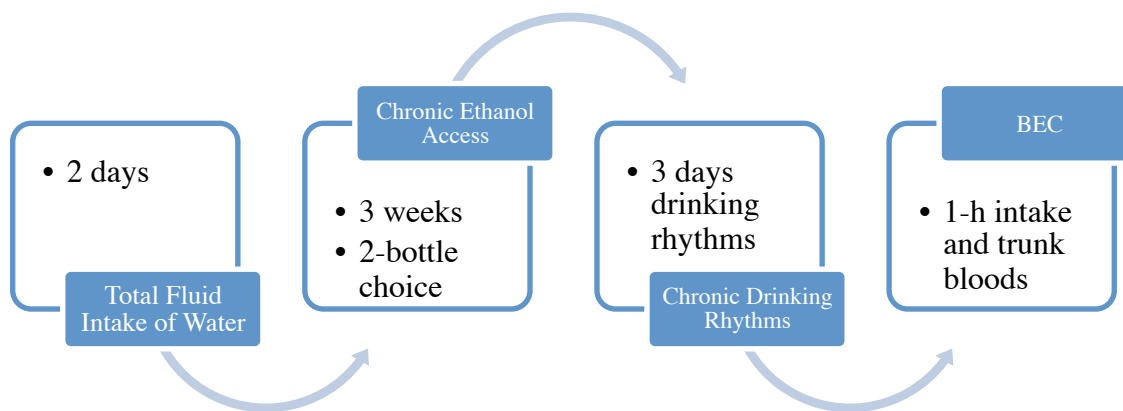 • 2 days
Total Fluid
Intake of Water
Chronic Ethanol
Access
• 3 weeks
• 2-bottle
choice
• 3 days
drinking
rhythms
Chronic Drinking
Rhythms
BEC
• 1-h intake
and trunk
bloods